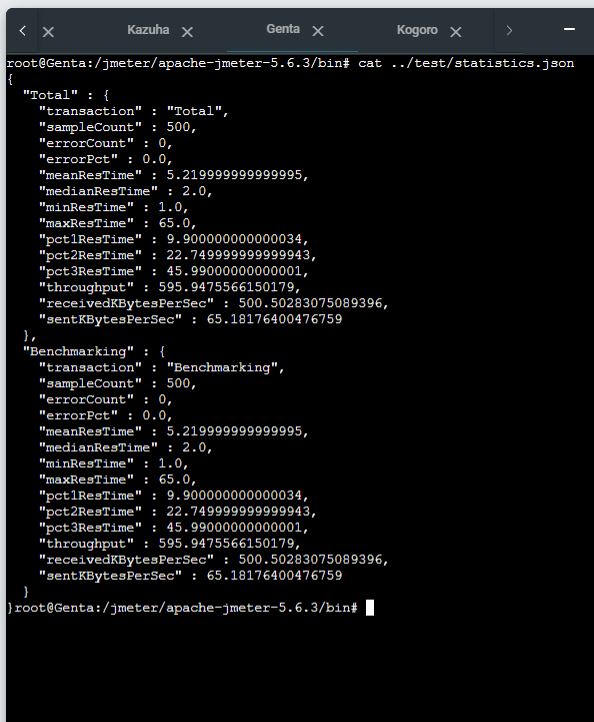 Kazuha Genta Kogoro
root@Genta:/jmeter/apache-jmeter-5.6.3/bin# cat ../test/statistics.json
{
  "Total" : {
    "transaction" : "Total",
    "sampleCount" : 500,
    "errorCount" : 0,
    "errorPct" : 0.0,
    "meanResTime" : 5.219999999999995,
    "medianResTime" : 2.0,
    "minResTime" : 1.0,
    "maxResTime" : 65.0,
    "pct1ResTime" : 9.900000000000034,
    "pct2ResTime" : 22.749999999999943,
    "pct3ResTime" : 45.99000000000001,
    "throughput" : 595.9475566150179,
    "receivedKBytesPerSec" : 500.50283075089396,
    "sentKBytesPerSec" : 65.18176400476759
  },
  "Benchmarking" : {
    "transaction" : "Benchmarking",
    "sampleCount" : 500,
    "errorCount" : 0,
    "errorPct" : 0.0,
    "meanResTime" : 5.219999999999995,
    "medianResTime" : 2.0,
    "minResTime" : 1.0,
    "maxResTime" : 65.0,
    "pct1ResTime" : 9.900000000000034,
    "pct2ResTime" : 22.749999999999943,
    "pct3ResTime" : 45.99000000000001,
    "throughput" : 595.9475566150179,
    "receivedKBytesPerSec" : 500.50283075089396,
    "sentKBytesPerSec" : 65.18176400476759
  }
}root@Genta:/jmeter/apache-jmeter-5.6.3/bin#